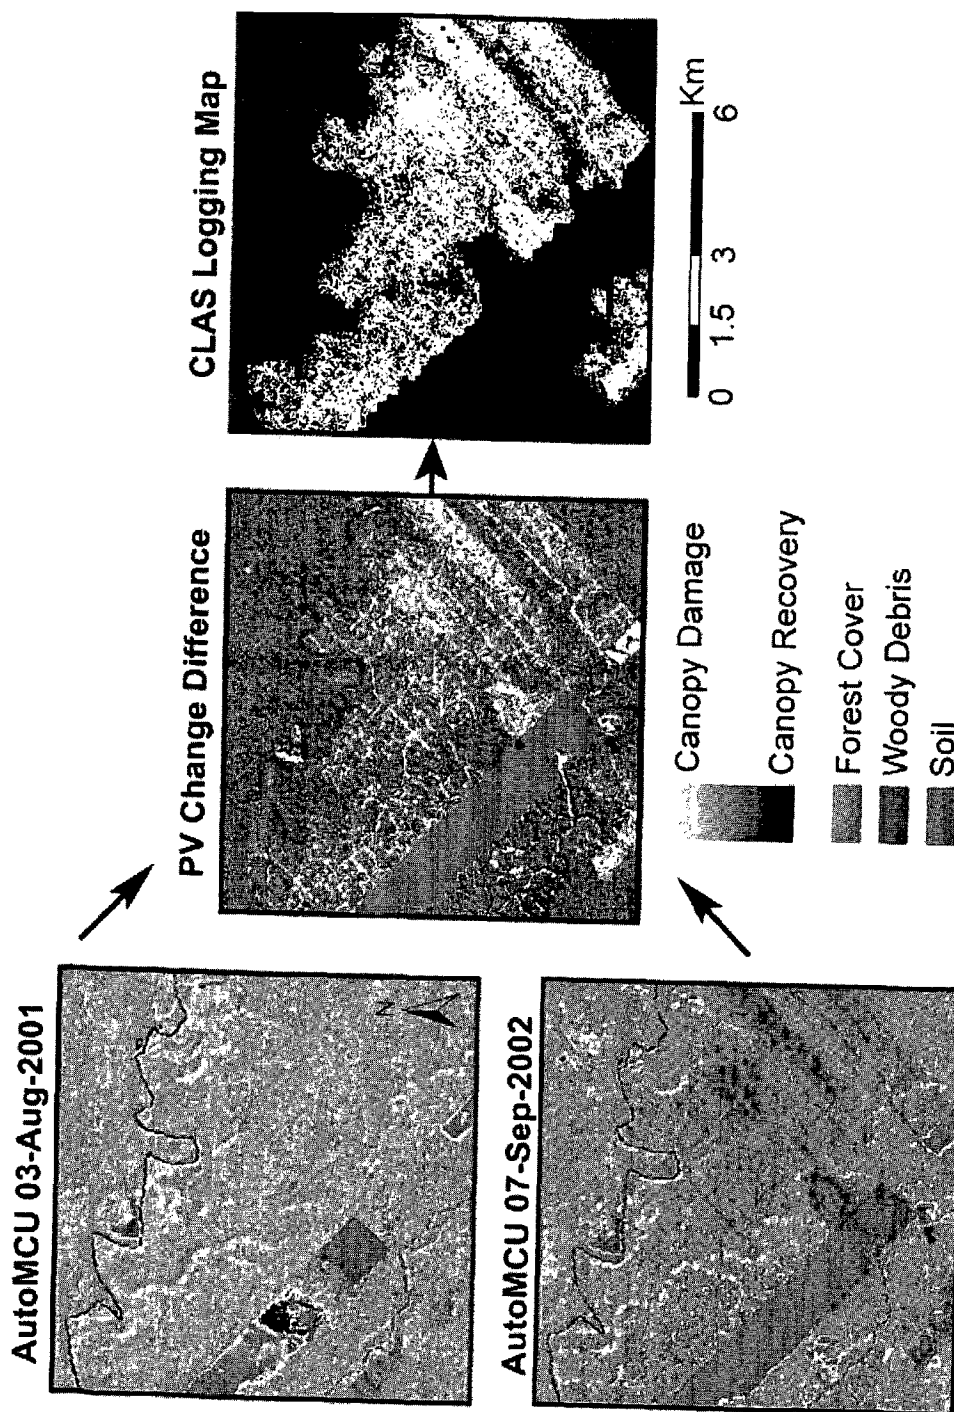 AutoMCU 03-Aug-2001
N
AutoMCU 07-Sep-2002
PV Change Difference
Canopy Damage
Canopy Recovery
Forest Cover
Woody Debris
Soil
CLAS Logging Map
0 1.5 3 6 Km